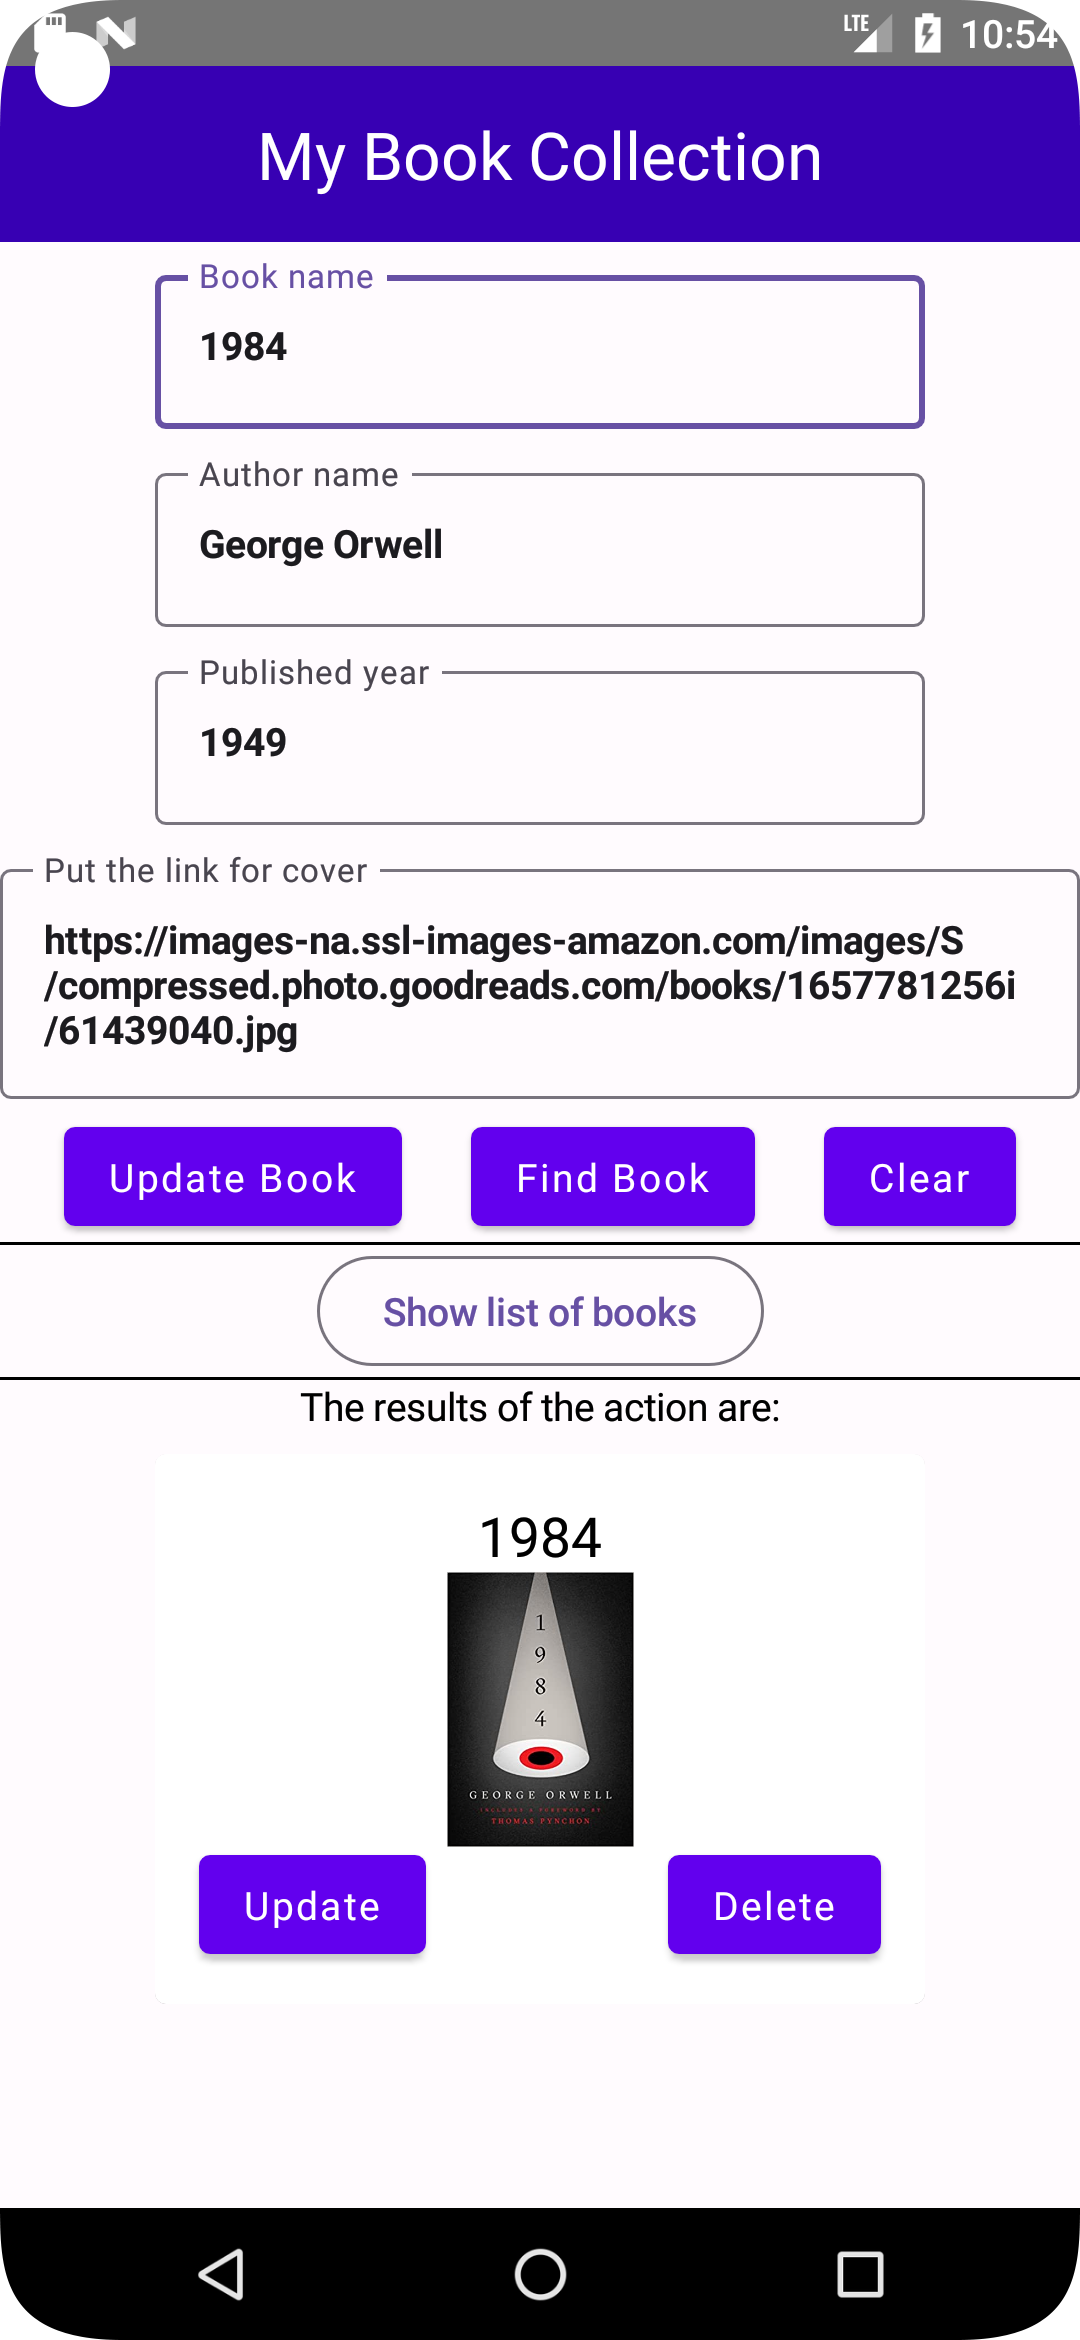 LTE 10:54
My Book Collection
Book name
1984
Author name
George Orwell
Published year
1949
Put the link for cover
https://images-na.ssl-images-amazon.com/images/S
/compressed.photo.goodreads.com/books/1657781256i
/61439040.jpg
Update Book Find Book Clear
Show list of books
The results of the action are:
1984
1
9
8
4
GEORGE ORWELL
INCLUDES A FOREWORD BY
THOMAS PYNCHON
Update Delete